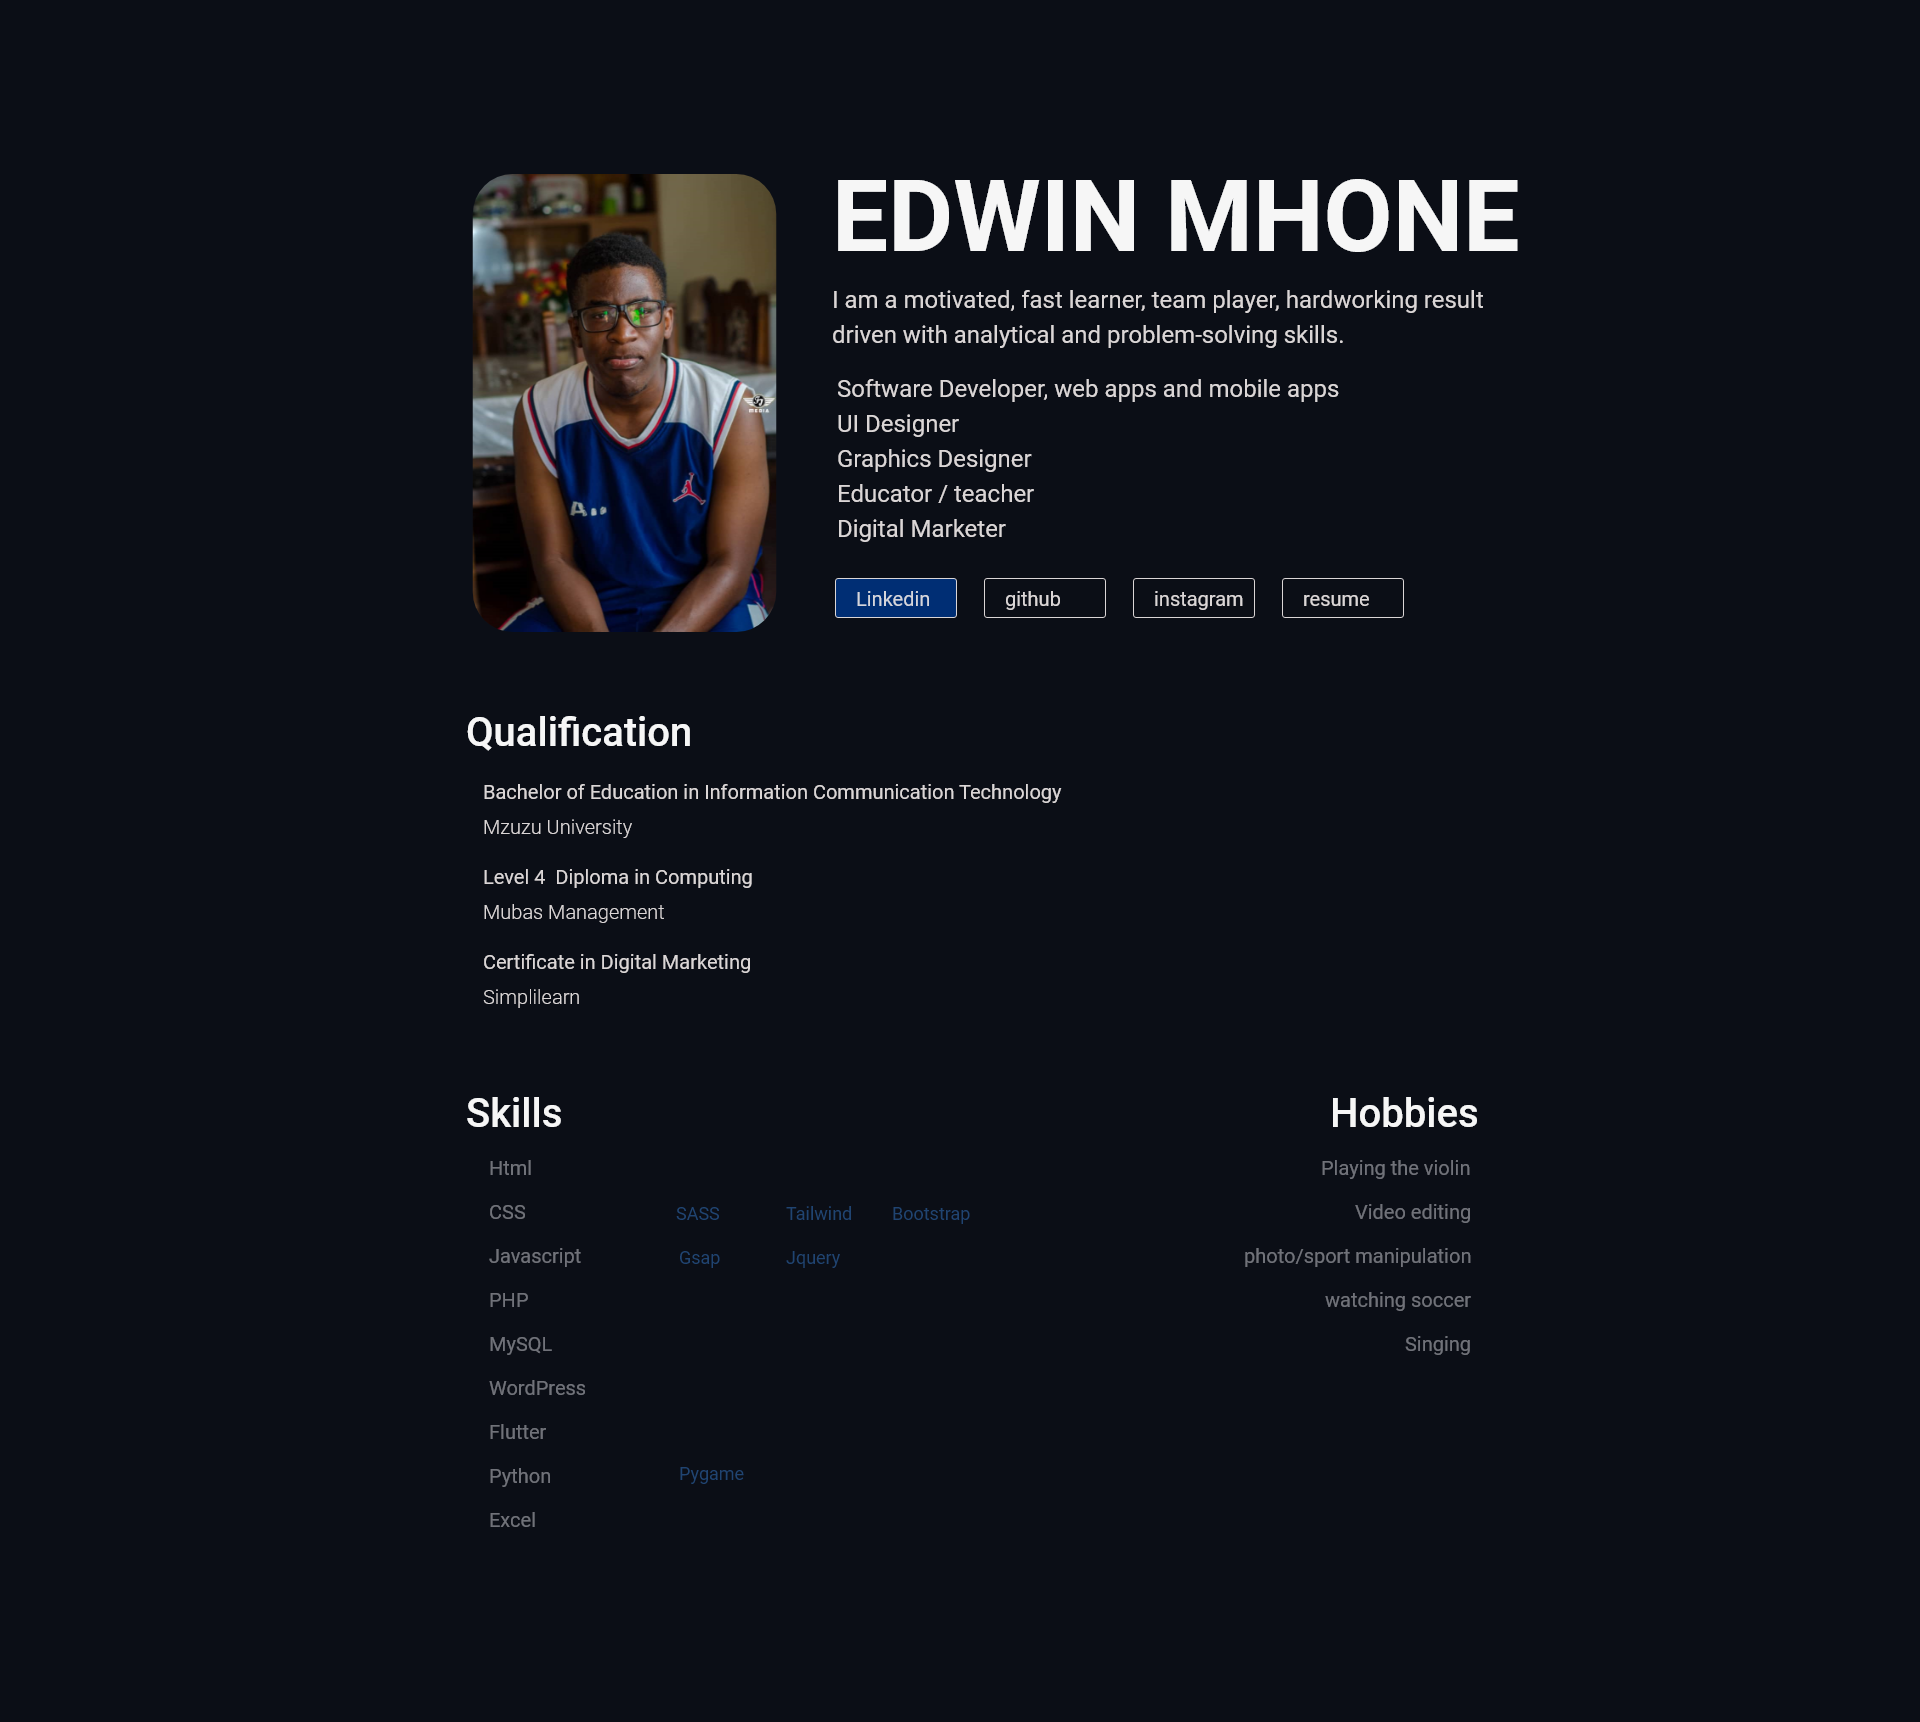 EDWIN MHONE
I am a motivated, fast learner, team player, hardworking result
driven with analytical and problem-solving skills.
Software Developer, web apps and mobile apps
UI Designer
Graphics Designer
Educator / teacher
Digital Marketer
Linkedin github instagram resume
MEDIA
Qualification
Bachelor of Education in Information Communication Technology
Mzuzu University
Level 4 Diploma in Computing
Mubas Management
Certificate in Digital Marketing
Simplilearn
Skills
Html
CSS SASS Tailwind Bootstrap
Javascript Gsap Jquery
PHP
MySQL
WordPress
Flutter
Python Pygame
Excel
Hobbies
Playing the violin
Video editing
photo/sport manipulation
watching soccer
Singing